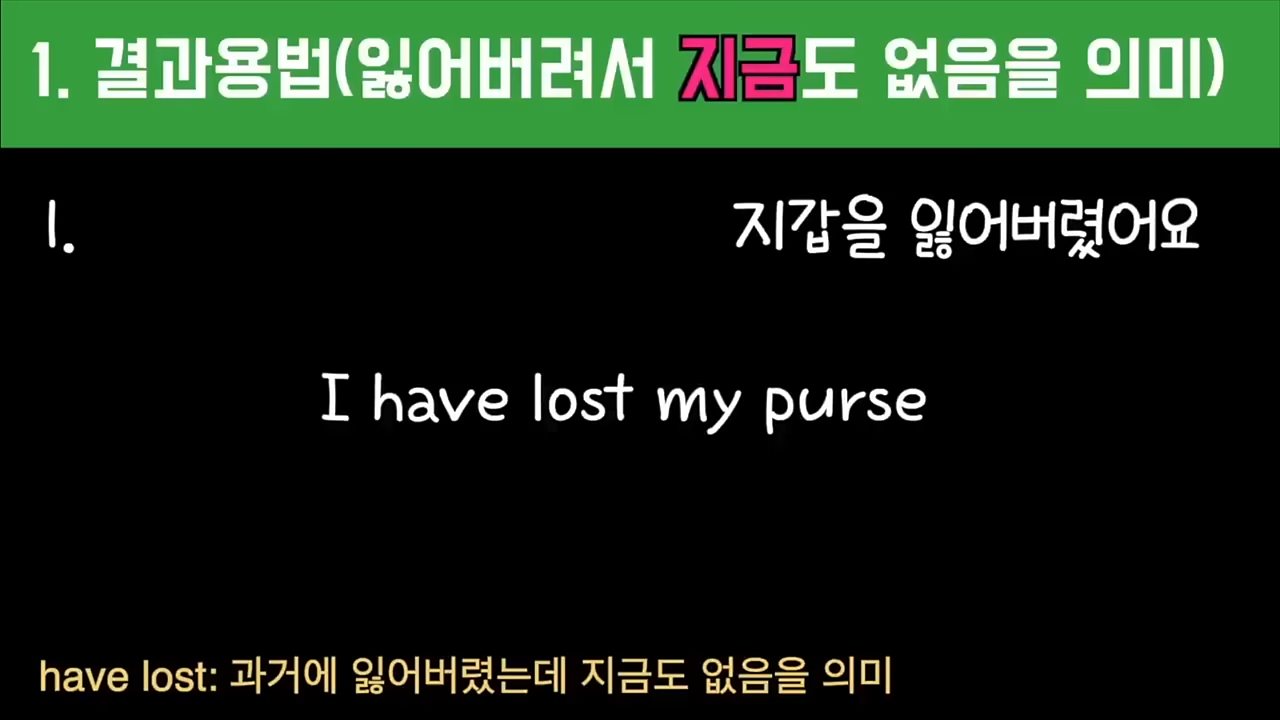 1. 결과용법(잃어버려서 지금도 없음을 의미)
1. 지갑을 잃어버렸어요
I have lost my purse
have lost: 과거에 잃어버렸는데 지금도 없음을 의미